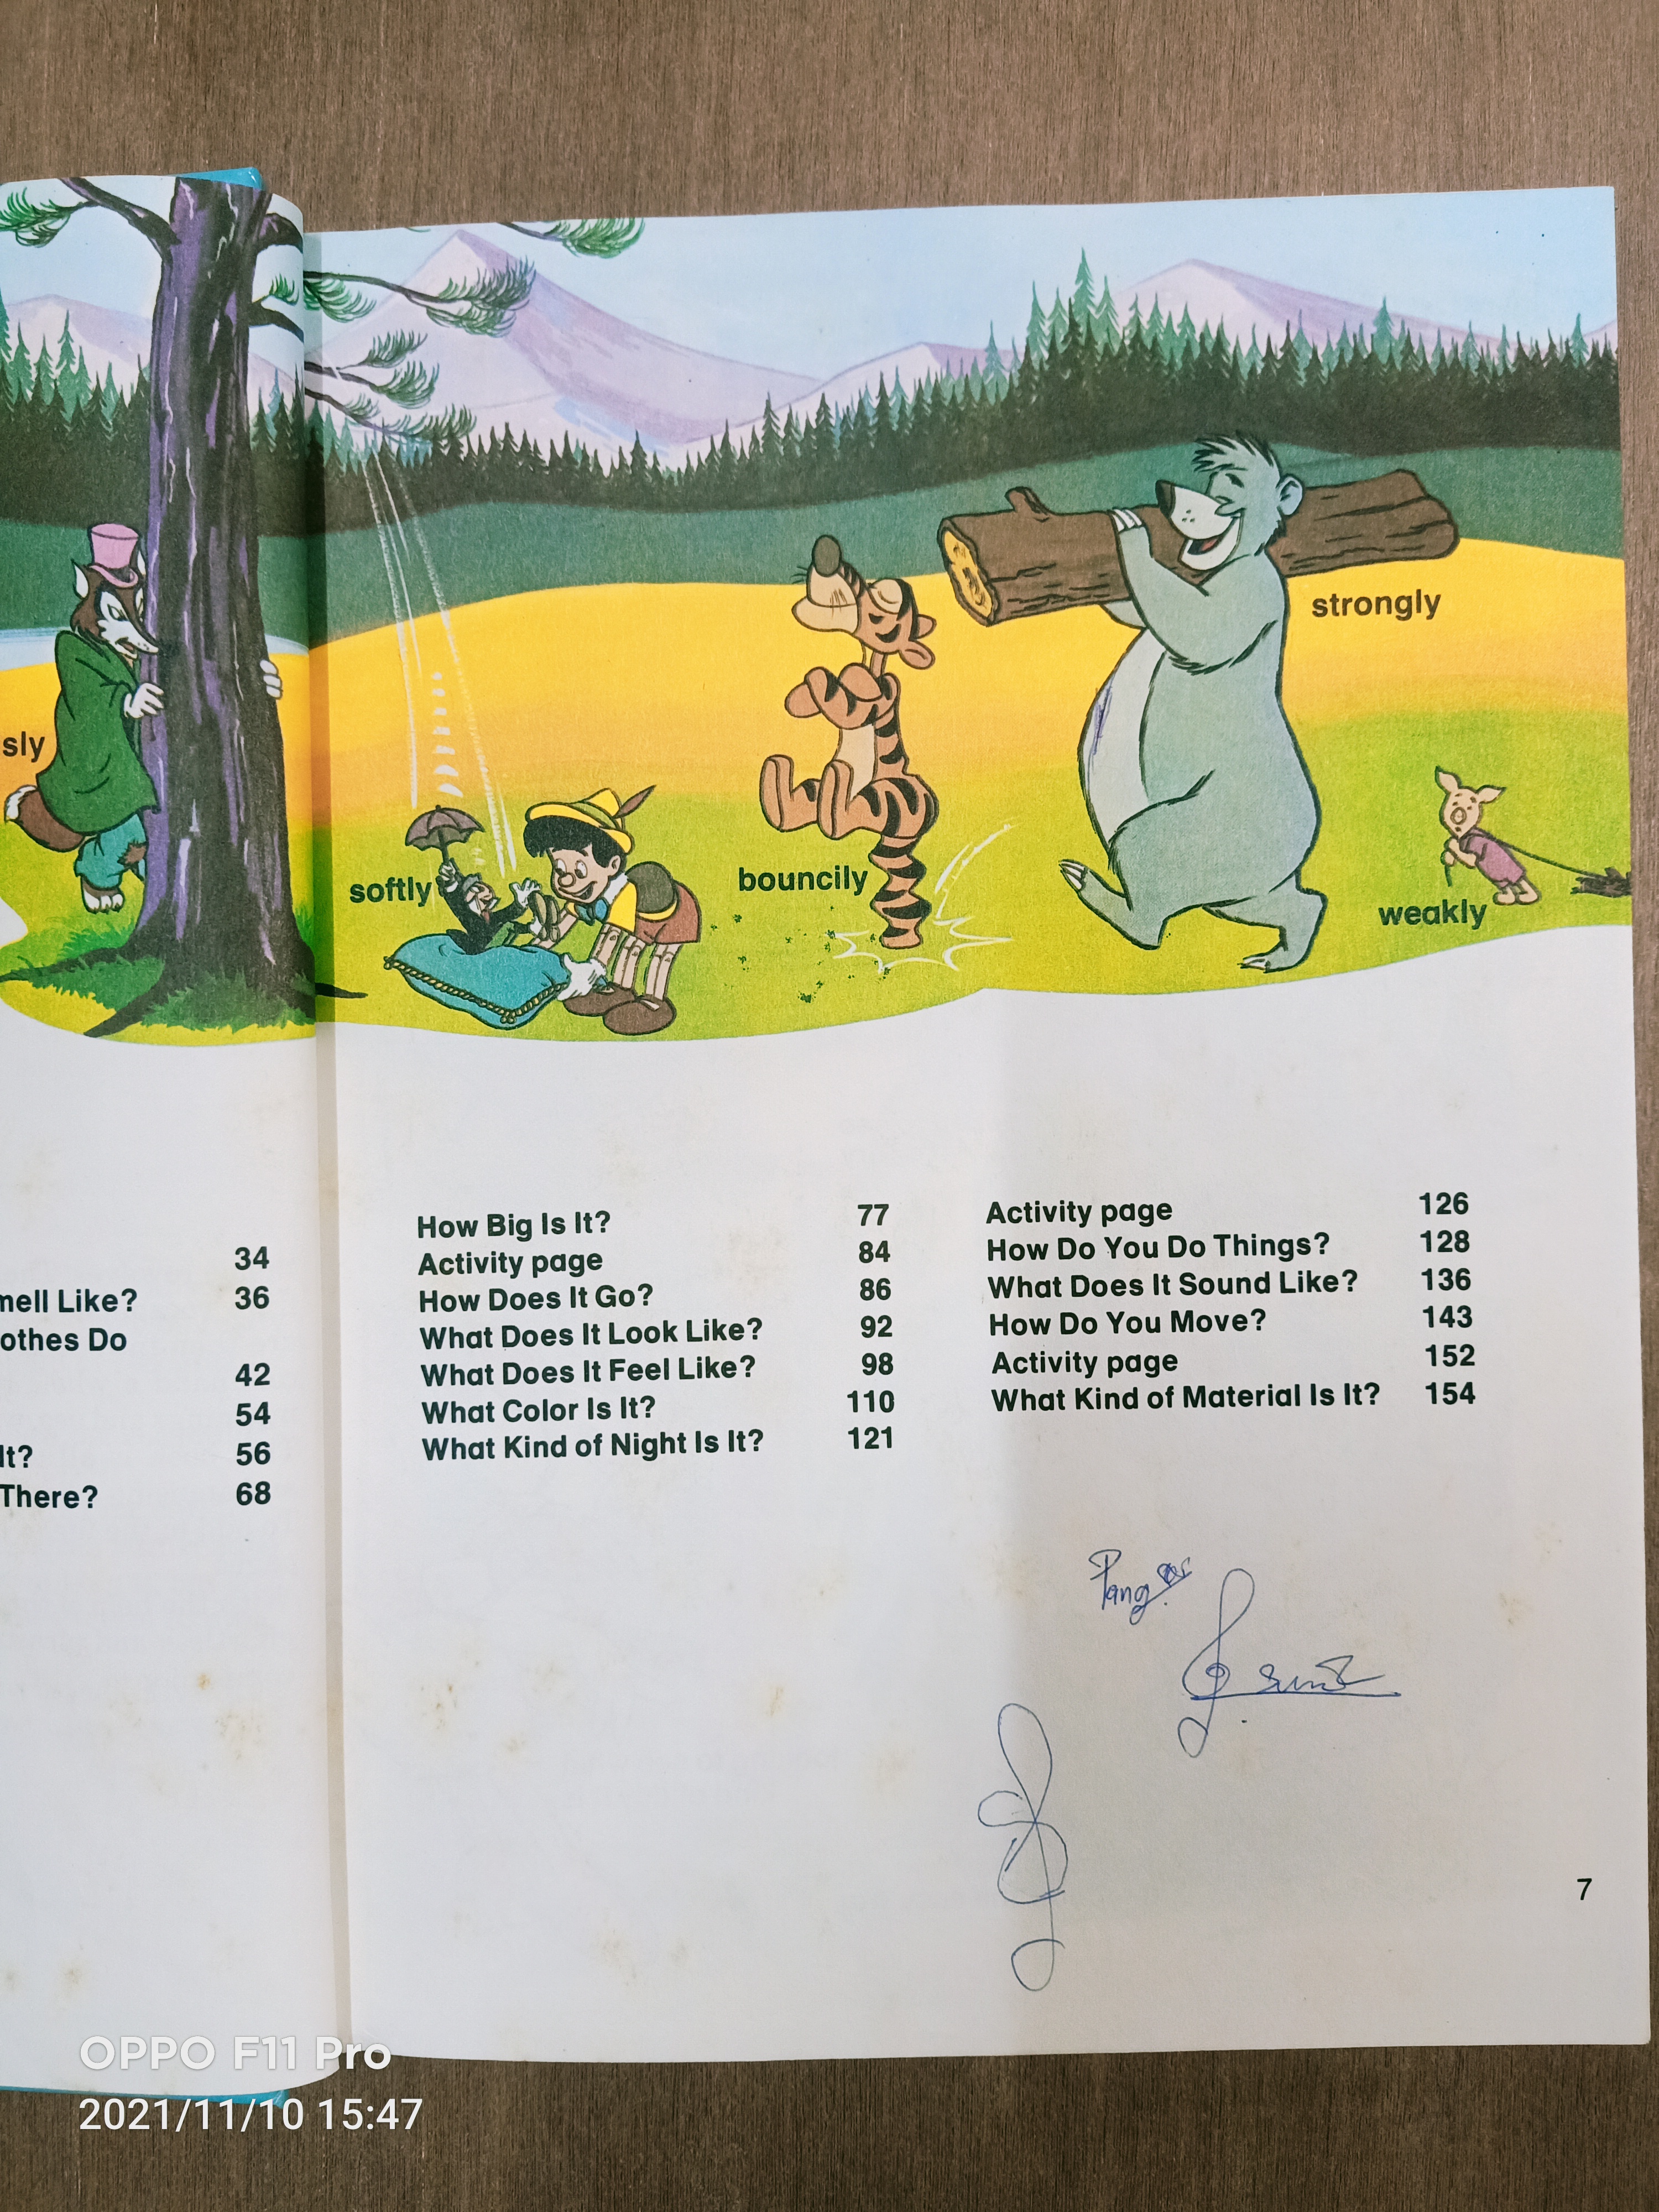 strongly
sly
softly
bouncily
weakly
34
mell Like? 36
othes Do
42
54
It? 56
There? 68
How Big Is It? 77
Activity page 84
How Does It Go? 86
What Does It Look Like? 92
What Does It Feel Like? 98
What Color Is It? 110
What Kind of Night Is It? 121
Activity page 126
How Do You Do Things? 128
What Does It Sound Like? 136
How Do You Move? 143
Activity page 152
What Kind of Material Is It? 154
7
OPPO F11 Pro
2021/11/10 15:47